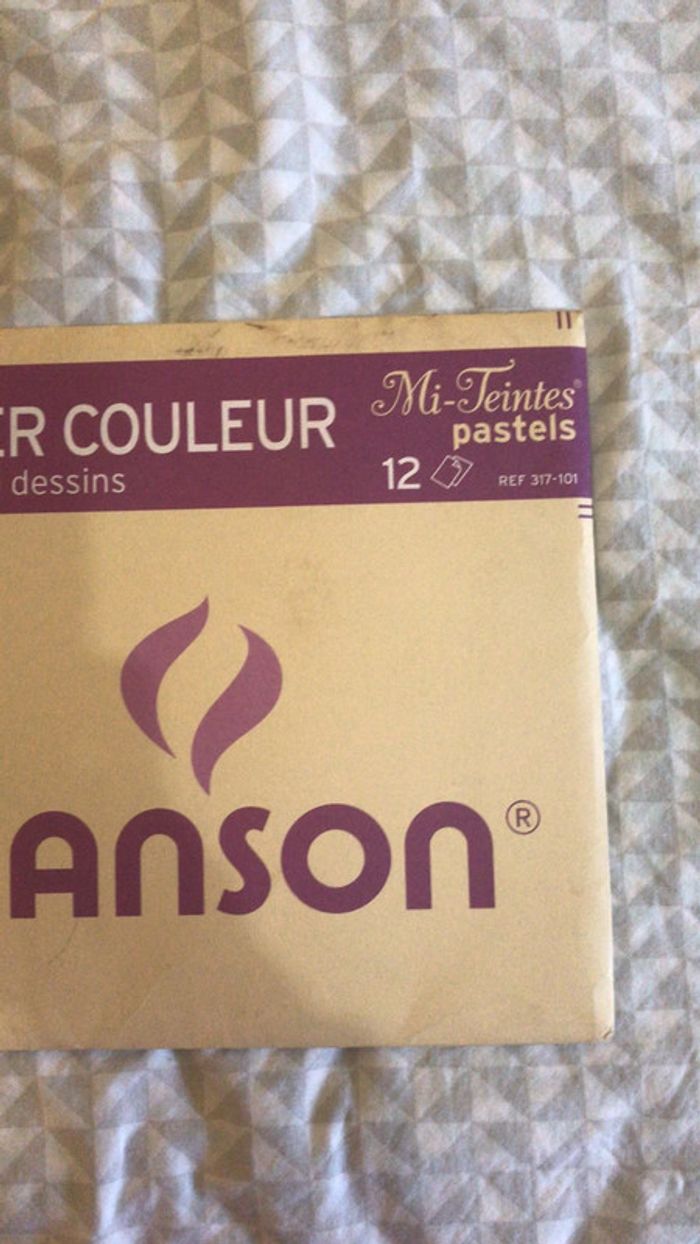 ER COULEUR
dessins
Mi-Teintes®
pastels
12
REF 317-101
anson®